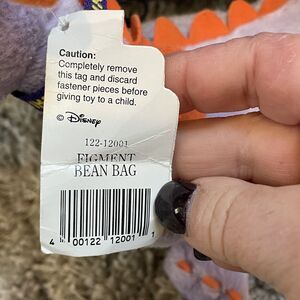 Caution:
Completely remove
this tag and discard
fastener pieces before
giving toy to a child.
© Disney
122-12001
FIGMENT
BEAN BAG
4 00122 12001 1